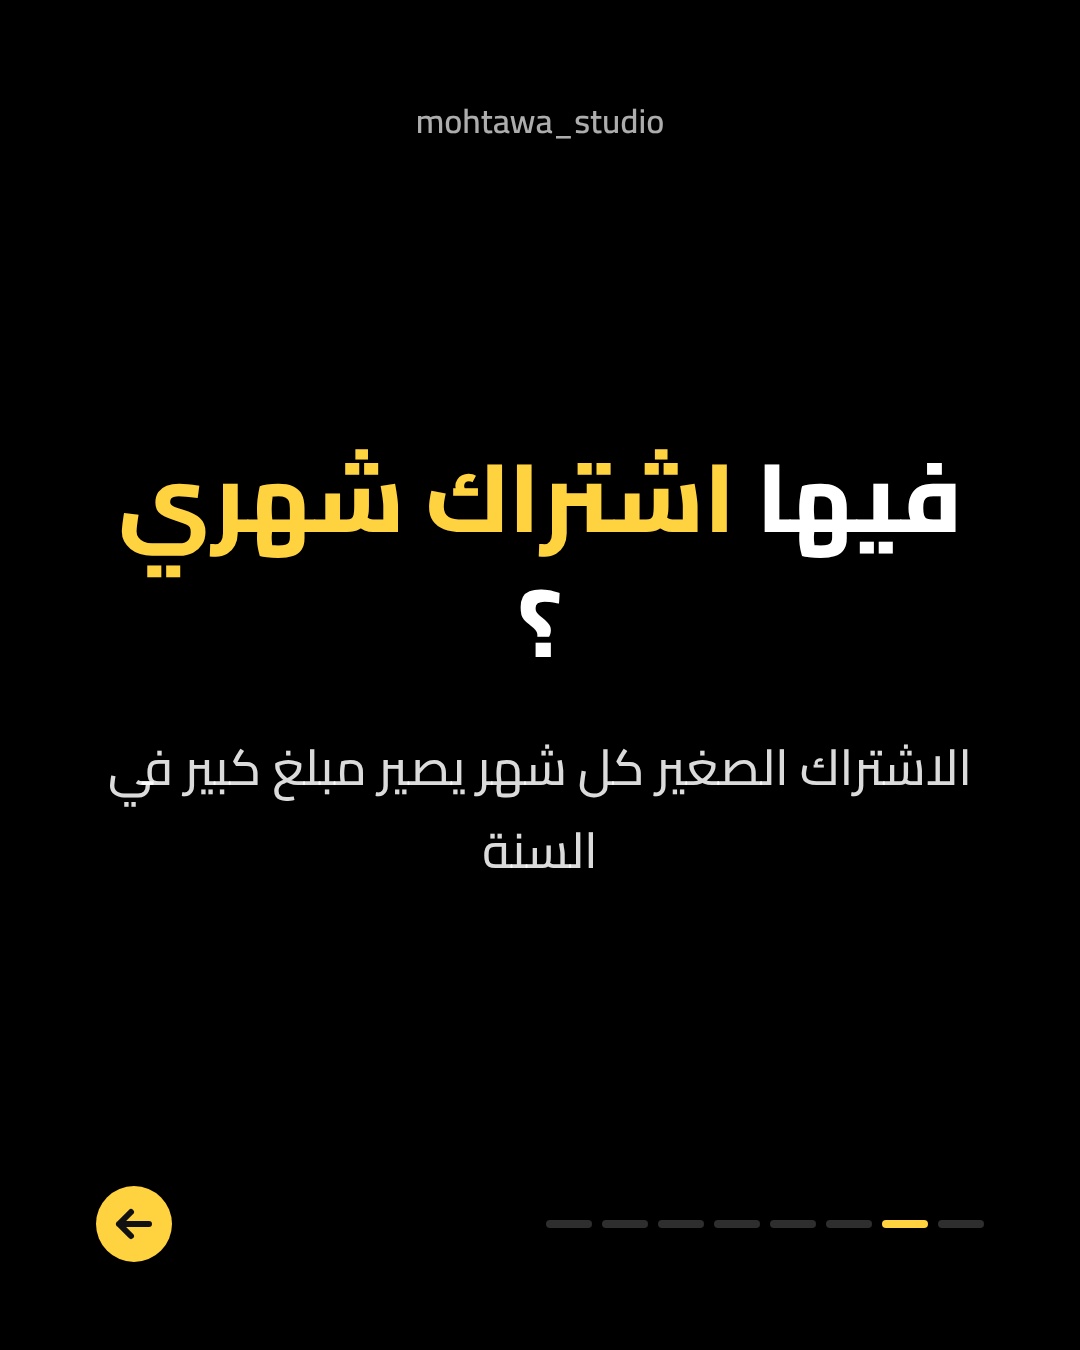 mohtawa_studio
فيها اشتراك شهري
؟
الاشتراك الصغير كل شهر يصير مبلغ كبير في
السنة